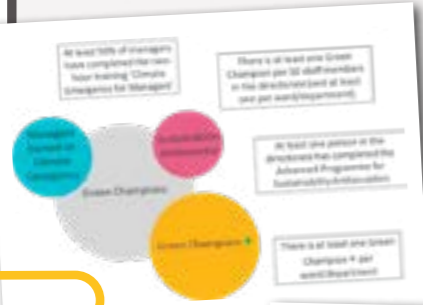 At least 50% of managers
have completed the two-
hour training 'Climate
Emergency for Managers'
There is at least one Green
Champion per 50 staff members
in the directorate (and at least
one per ward/department)
Managers
trained in
Climate
Emergency
Sustainability
Ambassador
Green Champions
At least one person in the
directorate has completed the
Advanced Programme for
Sustainability Ambassadors
Green Champions +
There is at least one Green
Champion + per
ward/department